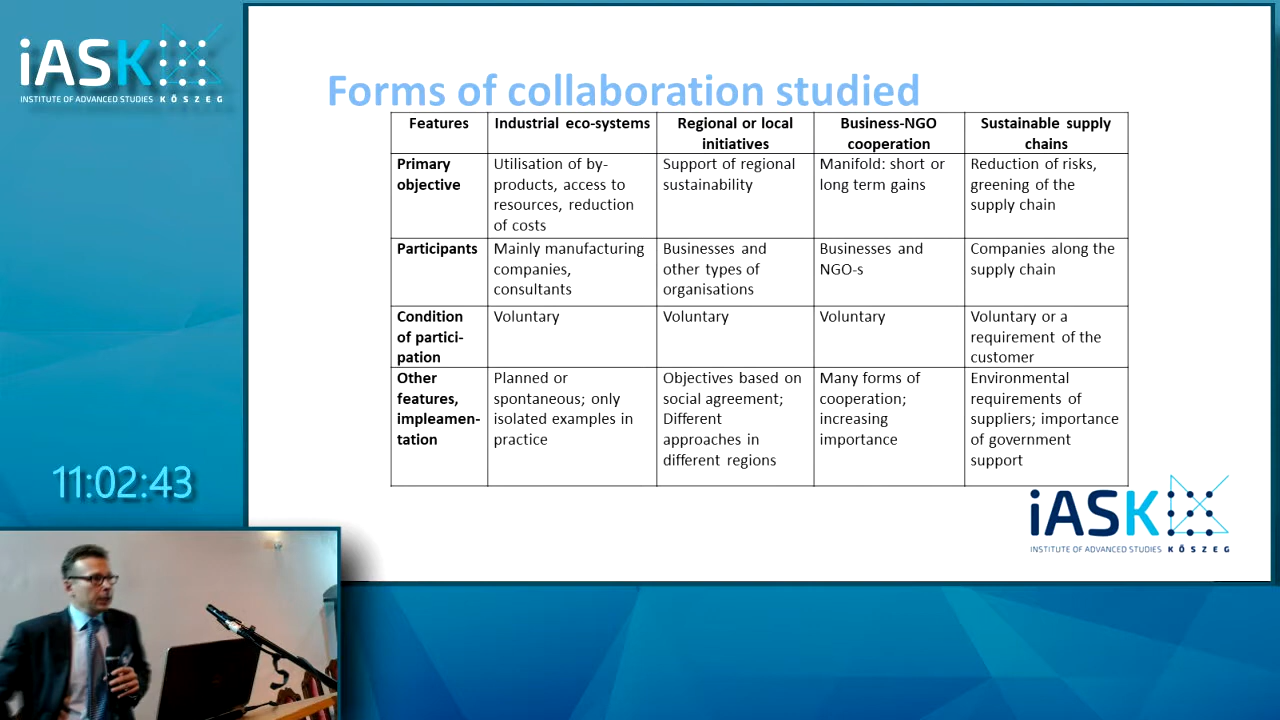 iASK
INSTITUTE OF ADVANCED STUDIES KŐSZEG
Forms of collaboration studied
Features
Industrial eco-systems
Regional or local
initiatives
Business-NGO
cooperation
Sustainable supply
chains
Primary
objective
Utilisation of by-
products, access to
resources, reduction
of costs
Support of regional
sustainability
Manifold: short or
long term gains
Reduction of risks,
greening of the
supply chain
Participants
Mainly manufacturing
companies,
consultants
Businesses and
other types of
organisations
Businesses and
NGO-s
Companies along the
supply chain
Condition
of partici-
pation
Voluntary
Voluntary
Voluntary
Voluntary or a
requirement of the
customer
Other
features,
impleamen-
tation
Planned or
spontaneous; only
isolated examples in
practice
Objectives based on
social agreement;
Different
approaches in
different regions
Many forms of
cooperation;
increasing
importance
Environmental
requirements of
suppliers; importance
of government
support
11:02:43
iASK
INSTITUTE OF ADVANCED STUDIES KŐSZEG